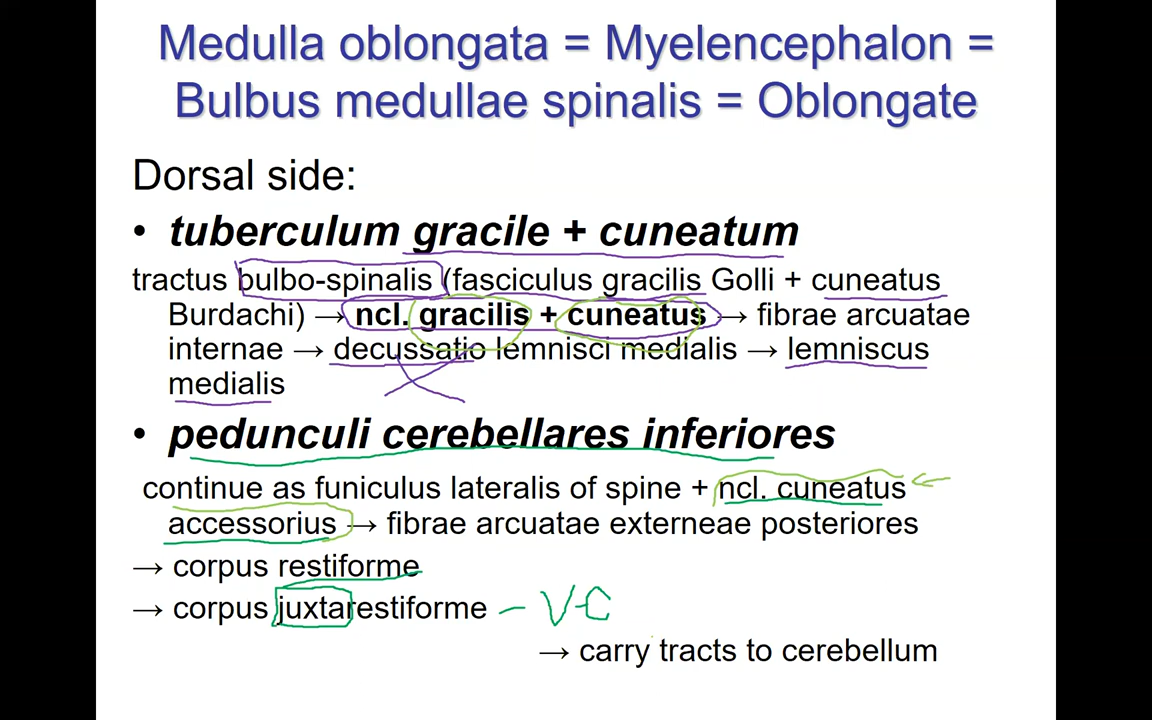 Medulla oblongata = Myelencephalon =
Bulbus medullae spinalis = Oblongate
Dorsal side:
• tuberculum gracile + cuneatum
tractus bulbo-spinalis (fasciculus gracilis Golli + cuneatus
Burdachi) → ncl. gracilis + cuneatus → fibrae arcuatae
internae → decussatio lemnisci medialis → lemniscus
medialis
• pedunculi cerebellares inferiores
continue as funiculus lateralis of spine + ncl. cuneatus
accessorius → fibrae arcuatae externeae posteriores
→ corpus restiforme
→ corpus juxtarestiforme – V-C
→ carry tracts to cerebellum